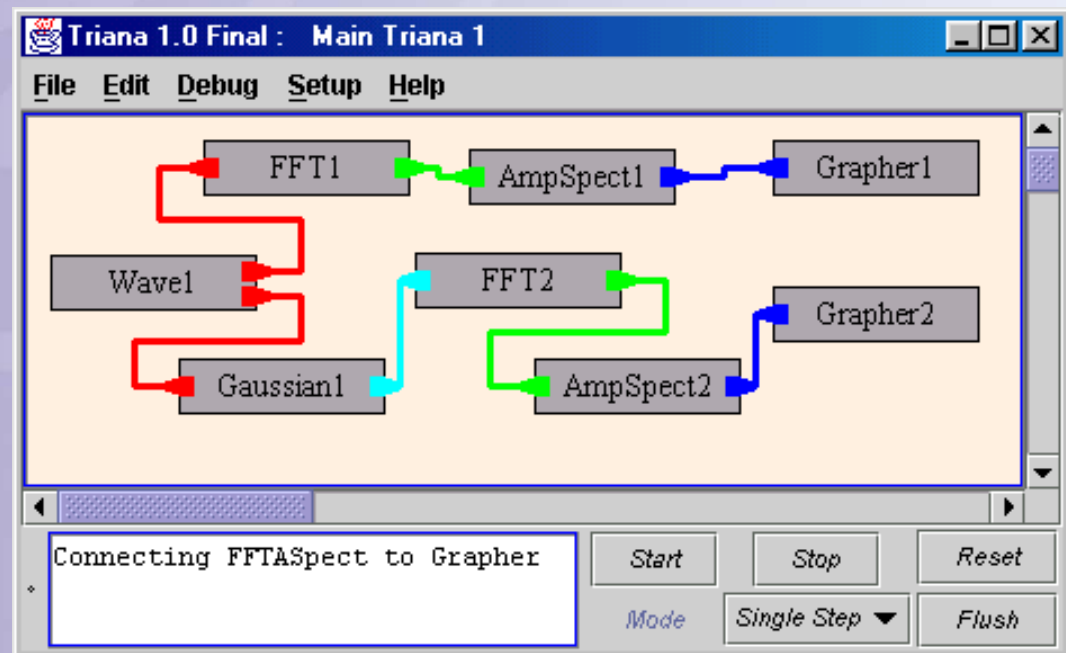 Triana 1.0 Final :   Main Triana 1
File Edit Debug Setup Help
FFT1
AmpSpect1
Grapher1
Wave1
FFT2
Grapher2
Gaussian1
AmpSpect2
Connecting FFTASpect to Grapher
Start
Stop
Reset
Mode
Single Step
Flush